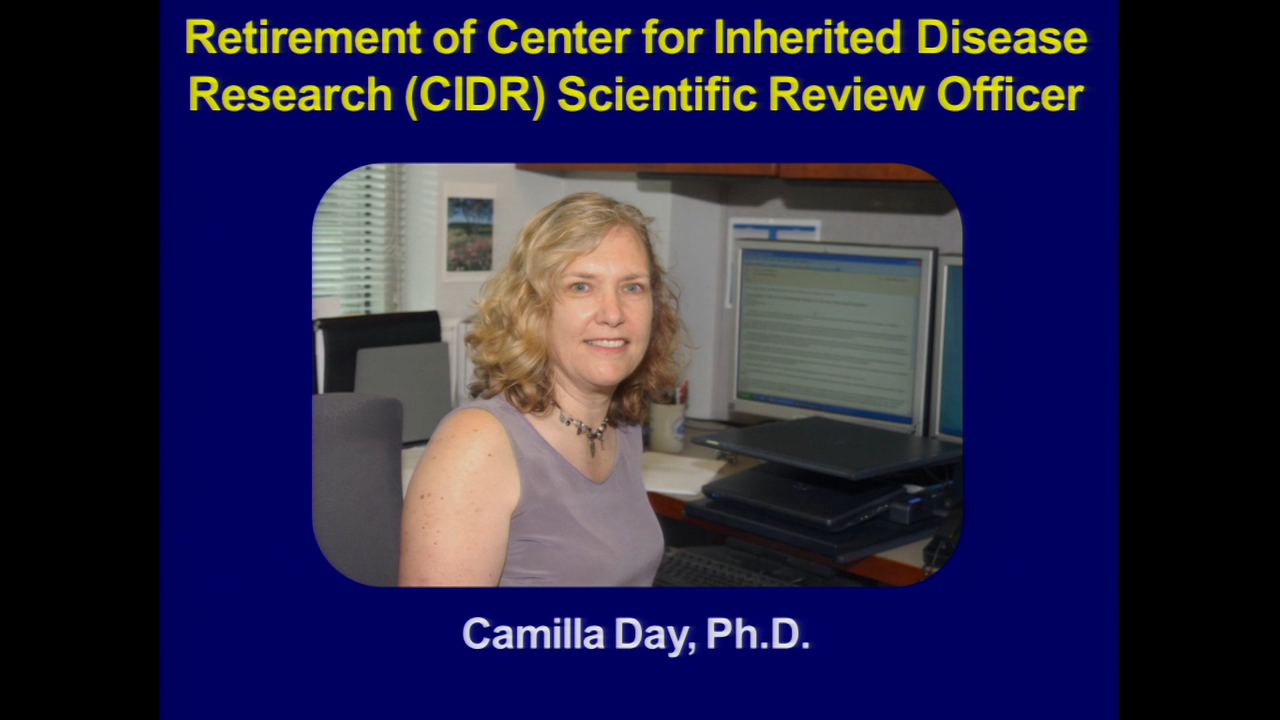 Retirement of Center for Inherited Disease
Research (CIDR) Scientific Review Officer
Camilla Day, Ph.D.